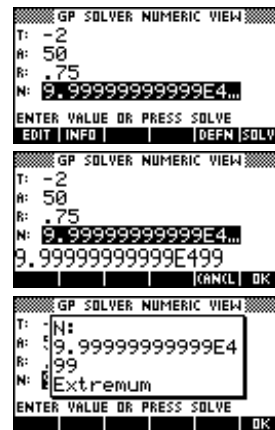 GP SOLVER NUMERIC VIEW
T: -2
A: 50
R: .75
N: 9.99999999999E4…
ENTER VALUE OR PRESS SOLVE
EDIT INFO DEFN SOLV
GP SOLVER NUMERIC VIEW
T: -2
A: 50
R: .75
N: 9.99999999999E4…
9.99999999999E499
CANCL OK
GP SOLVER NUMERIC VIEW
T: -
N:
A:
9.99999999999E4
R:
99
N:
Extremum
ENTER VALUE OR PRESS SOLVE
OK